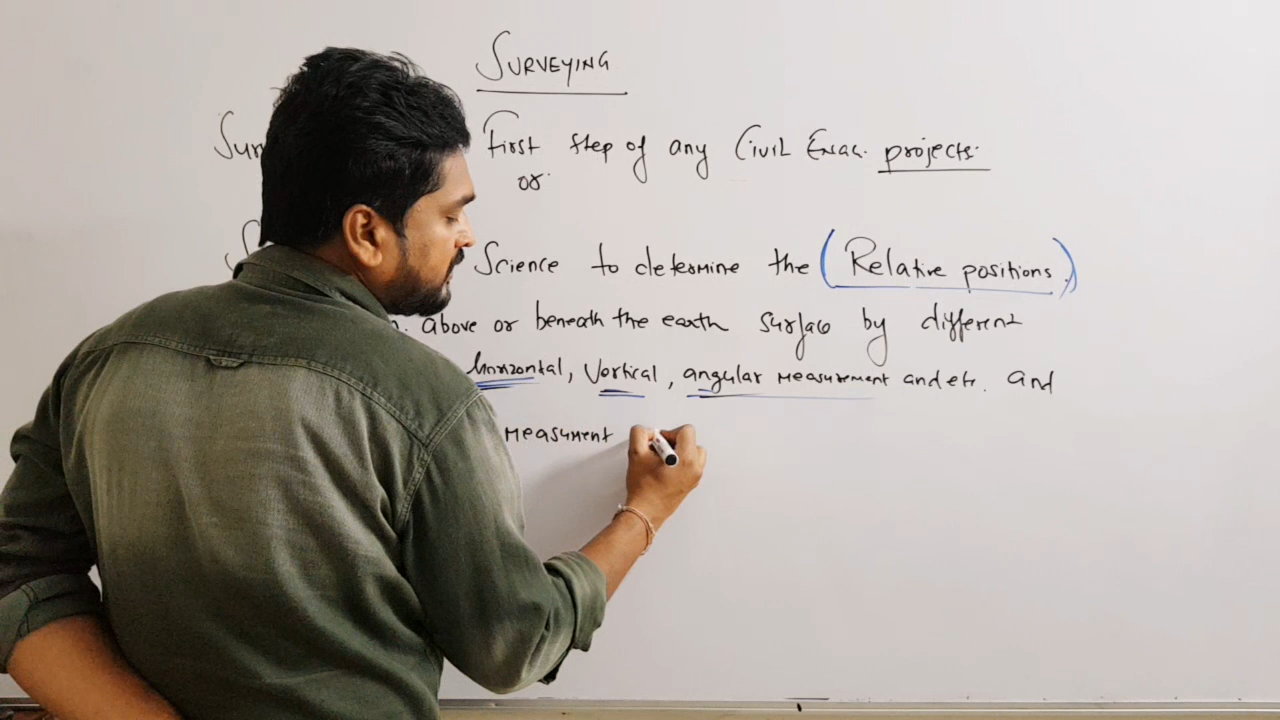 SURVEYING
First step of any Civil Engg. projects.
or
Science to determine the (Relative positions.)
above or beneath the earth surface by different
horizontal, Vertical, angular measurement and etc. And
measument